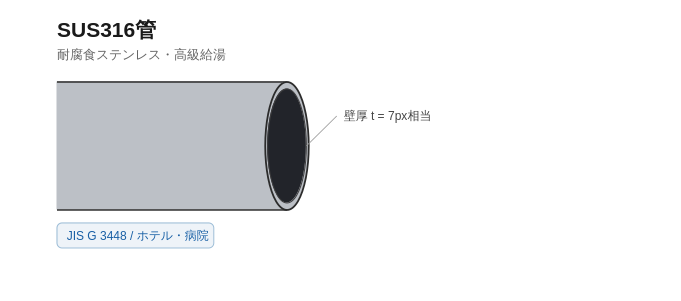 SUS316管
耐腐食ステンレス・高級給湯
壁厚 t = 7px相当
JIS G 3448 / ホテル・病院